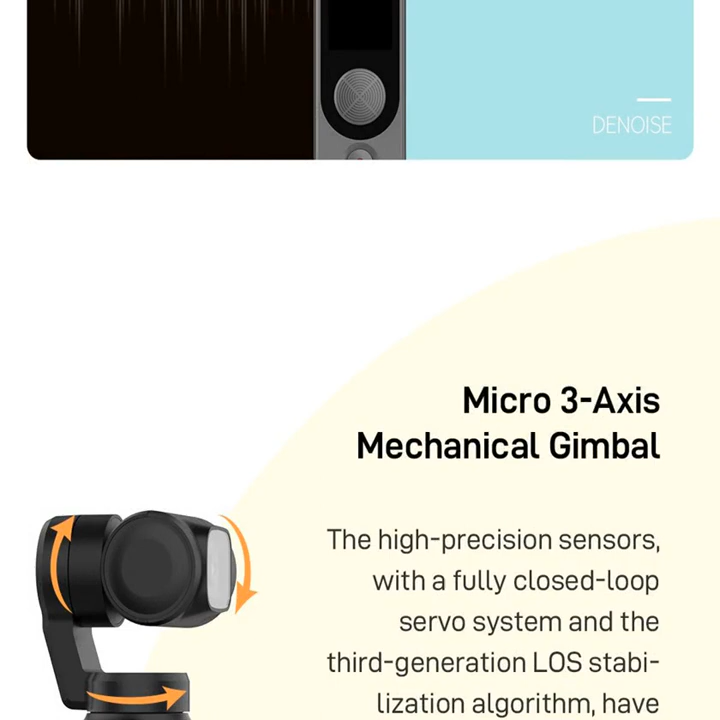 DENOISE
Micro 3-Axis
Mechanical Gimbal
The high-precision sensors,
with a fully closed-loop
servo system and the
third-generation LOS stabi-
lization algorithm, have